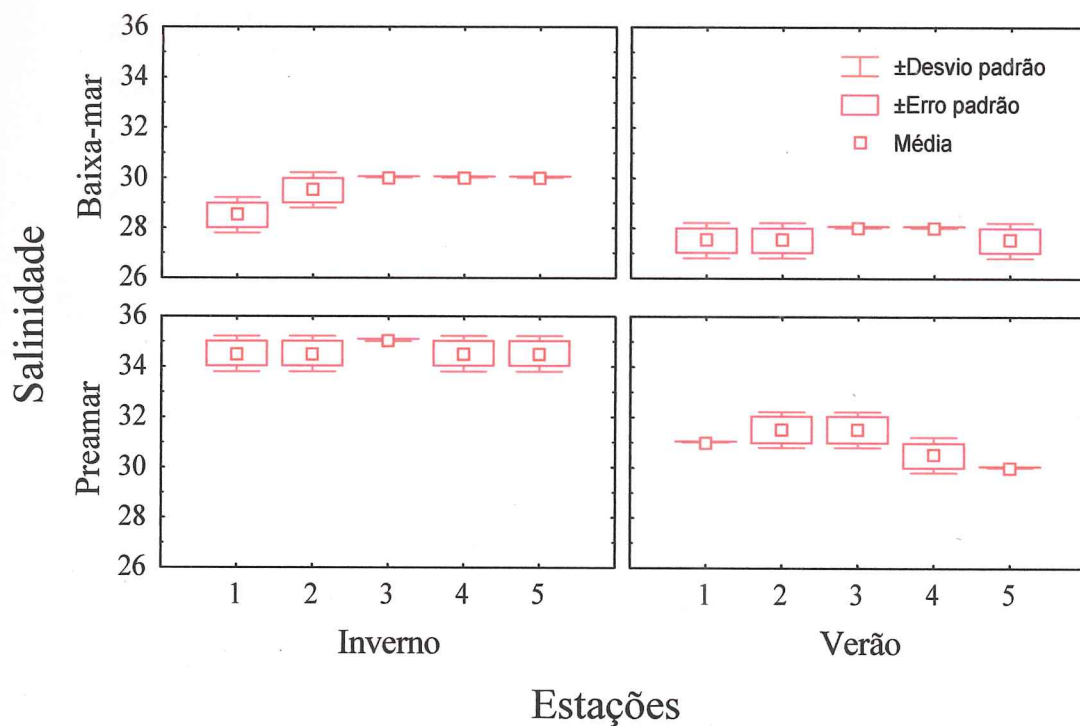 Salinidade
Baixa-mar
36
34
32
30
28
26
±Desvio padrão
±Erro padrão
Média
Preamar
36
34
32
30
28
26
1 2 3 4 5
1 2 3 4 5
Inverno
Verão
Estações